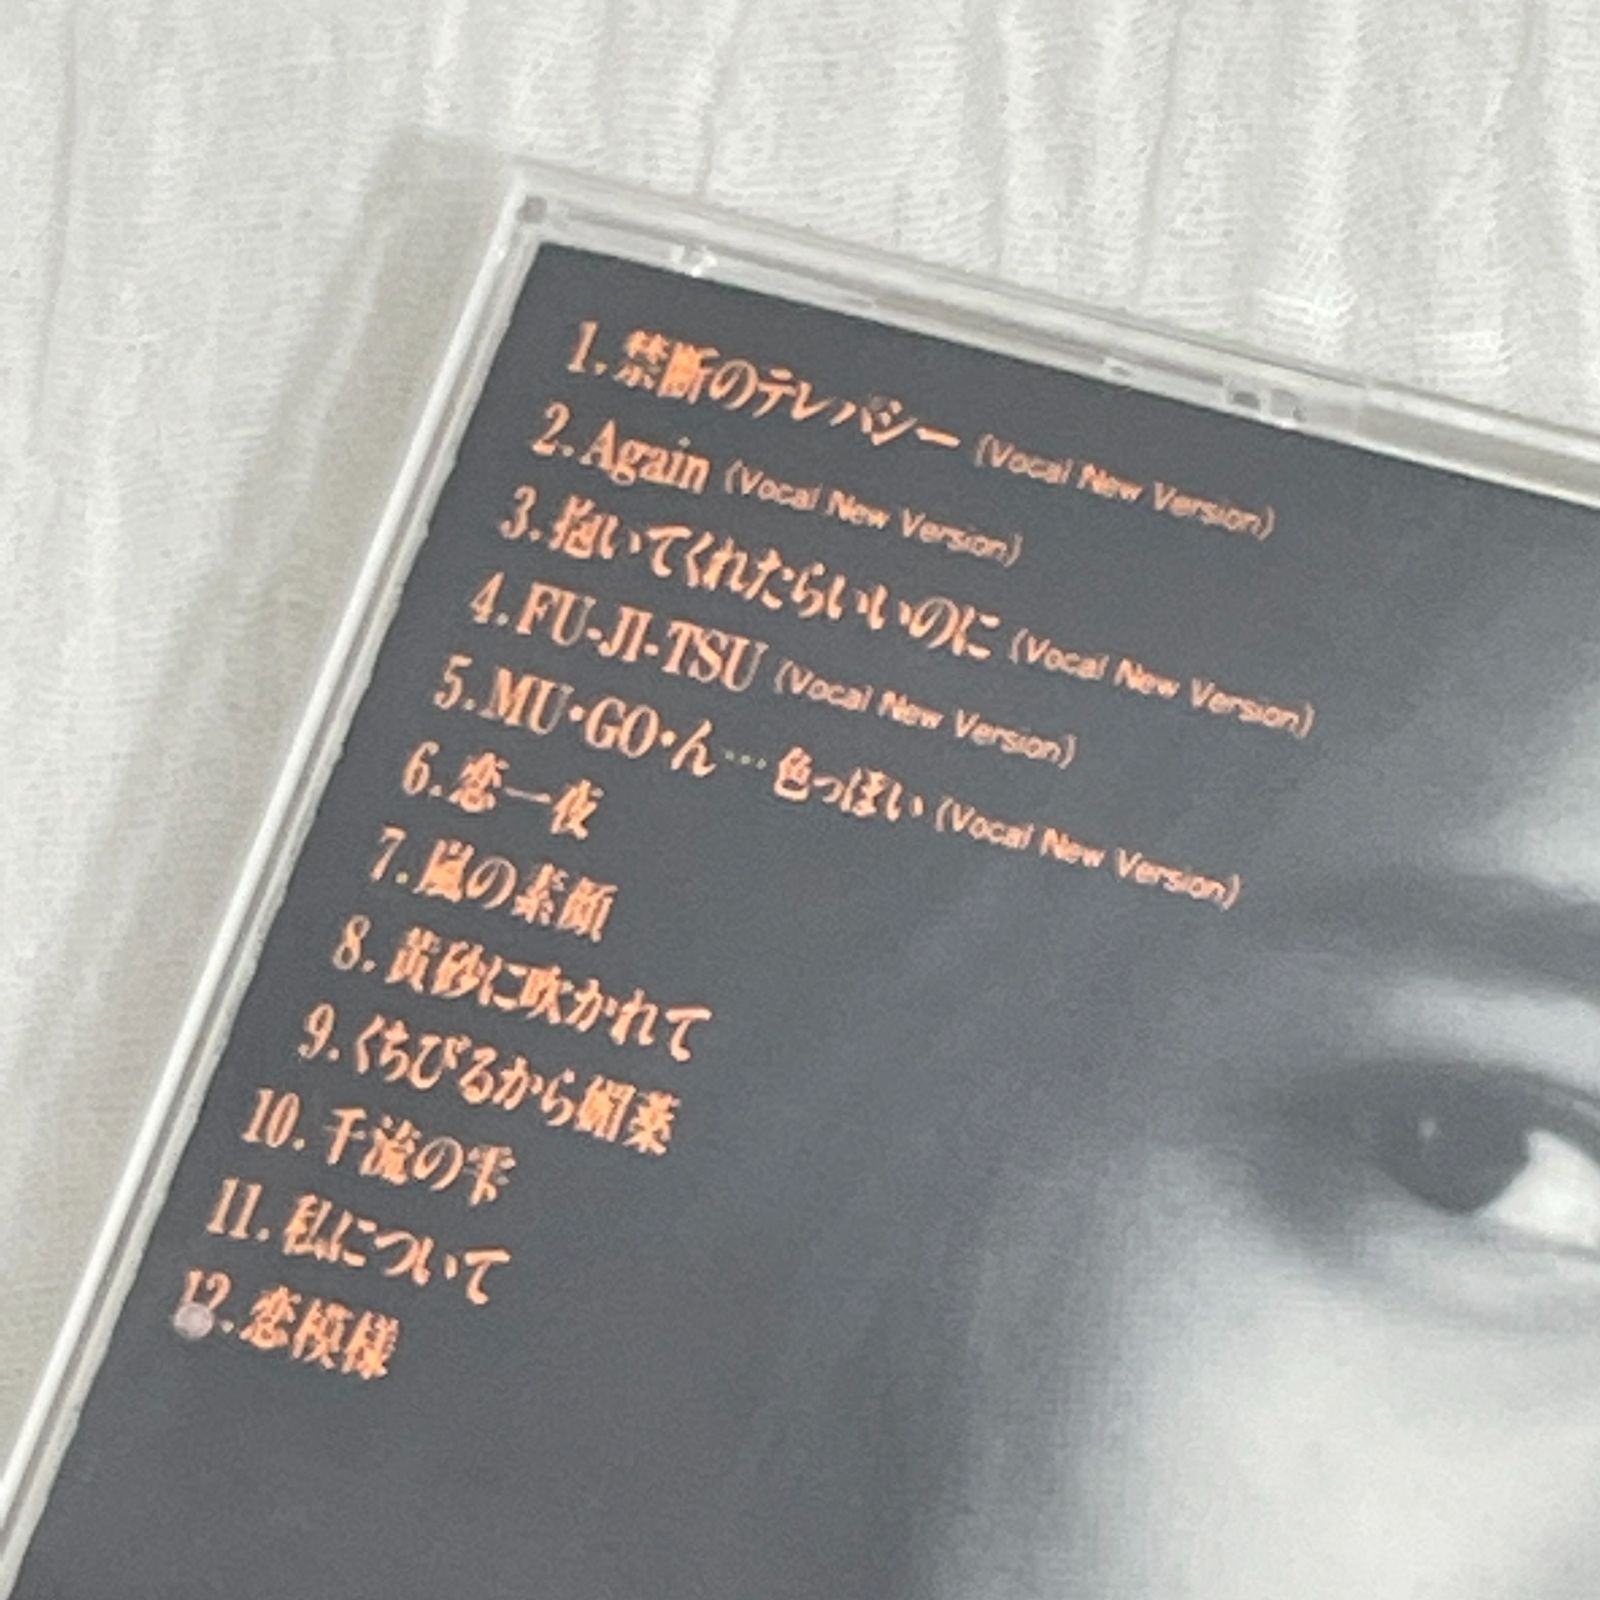 1.禁断のテレパシー (Vocal New Version)
2.Again (Vocal New Version)
3.抱いてくれたらいいのに (Vocal New Version)
4.FU-JI-TSU (Vocal New Version)
5.MU・GO・ん…色っぽい (Vocal New Version)
6.恋一夜
7.嵐の素顔
8.黄砂に吹かれて
9.くちびるから媚薬
10.千流の雫
11.私について
12.恋模様